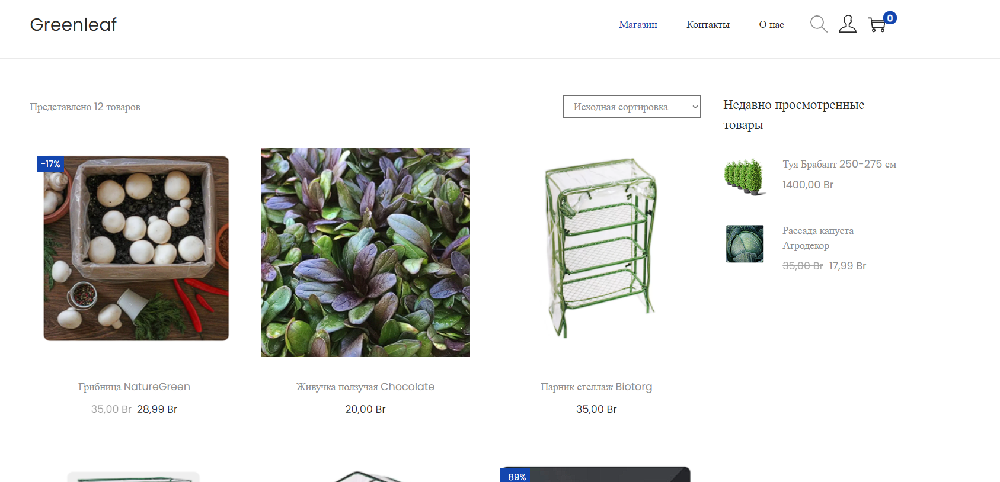 Greenleaf
Магазин
Контакты
О нас
0
Представлено 12 товаров
Исходная сортировка
Недавно просмотренные
товары
Туя Брабант 250-275 см
1400,00 Br
Рассада капуста
Агродекор
35,00 Br 17,99 Br
-17%
Грибница NatureGreen
35,00 Br 28,99 Br
Живучка ползучая Chocolate
20,00 Br
Парник стеллаж Biotorg
35,00 Br
-89%